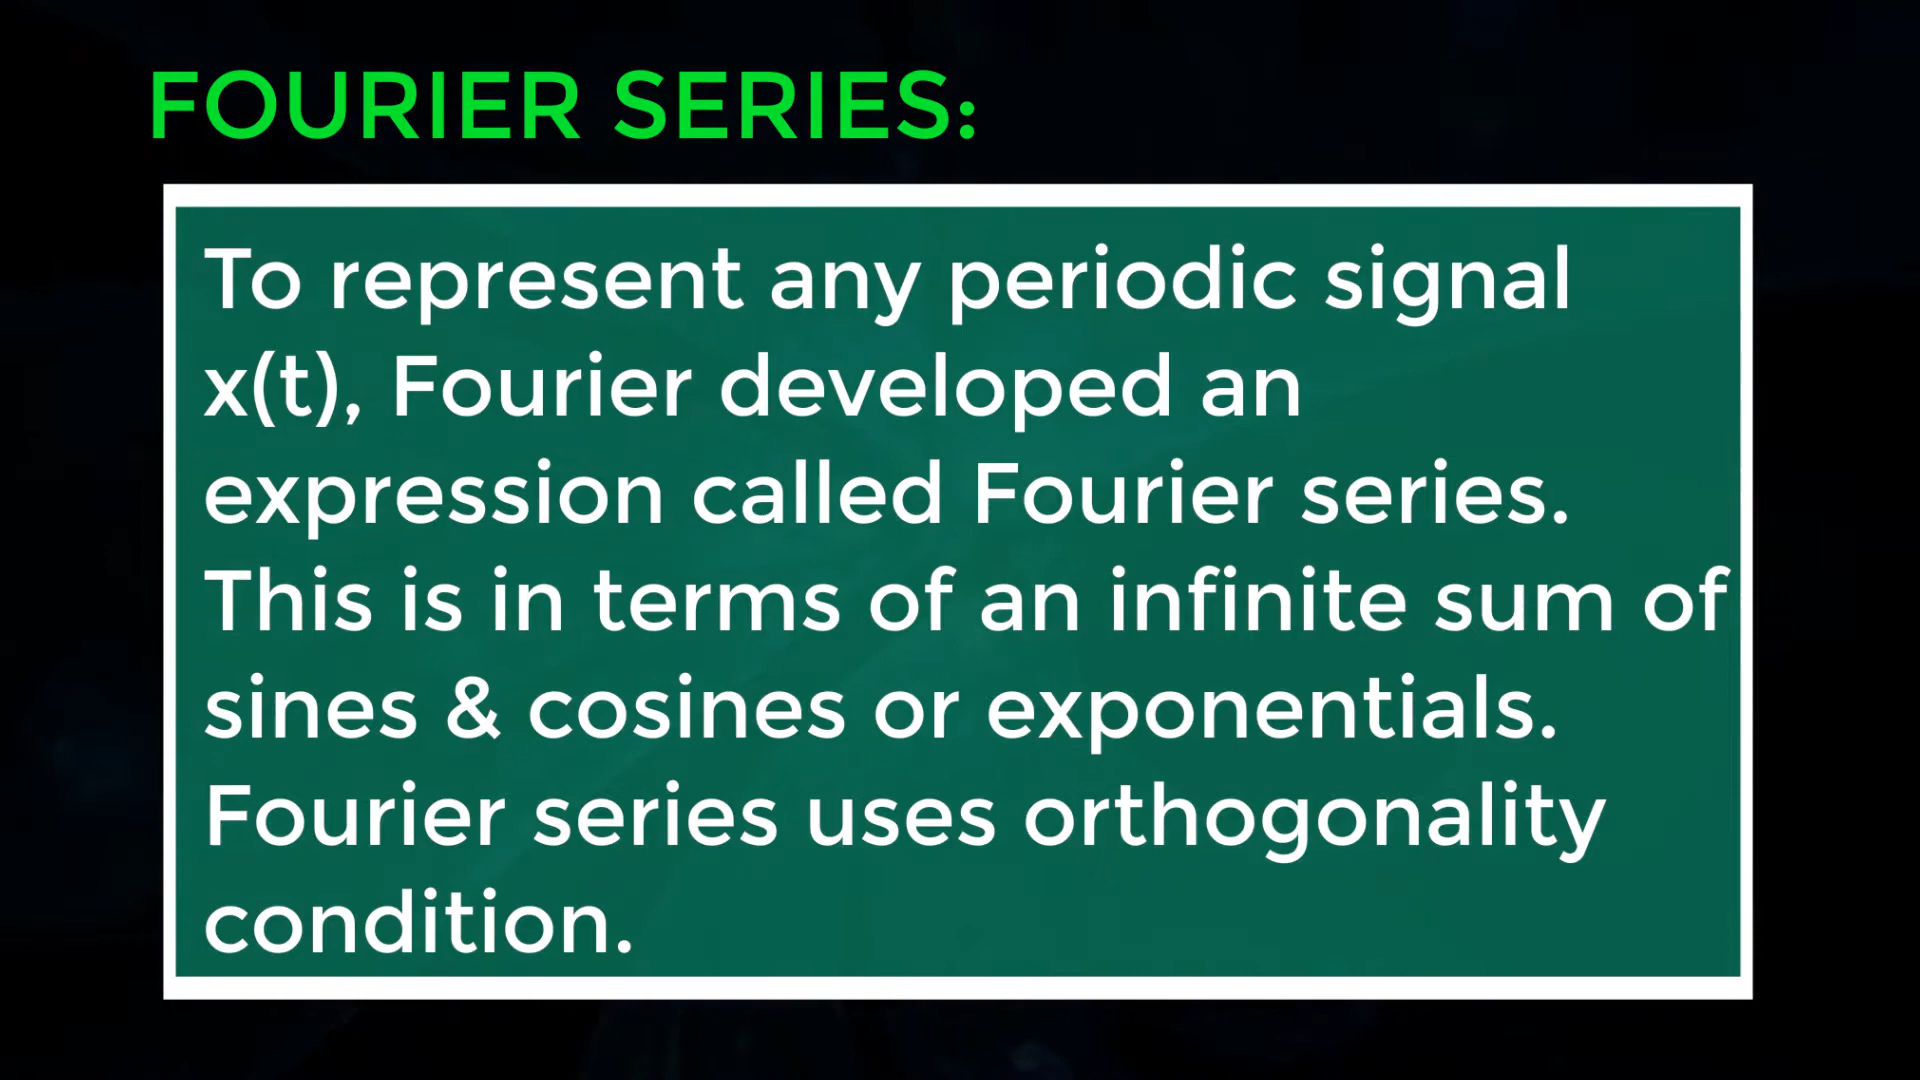 FOURIER SERIES:
To represent any periodic signal
x(t), Fourier developed an
expression called Fourier series.
This is in terms of an infinite sum of
sines & cosines or exponentials.
Fourier series uses orthogonality
condition.